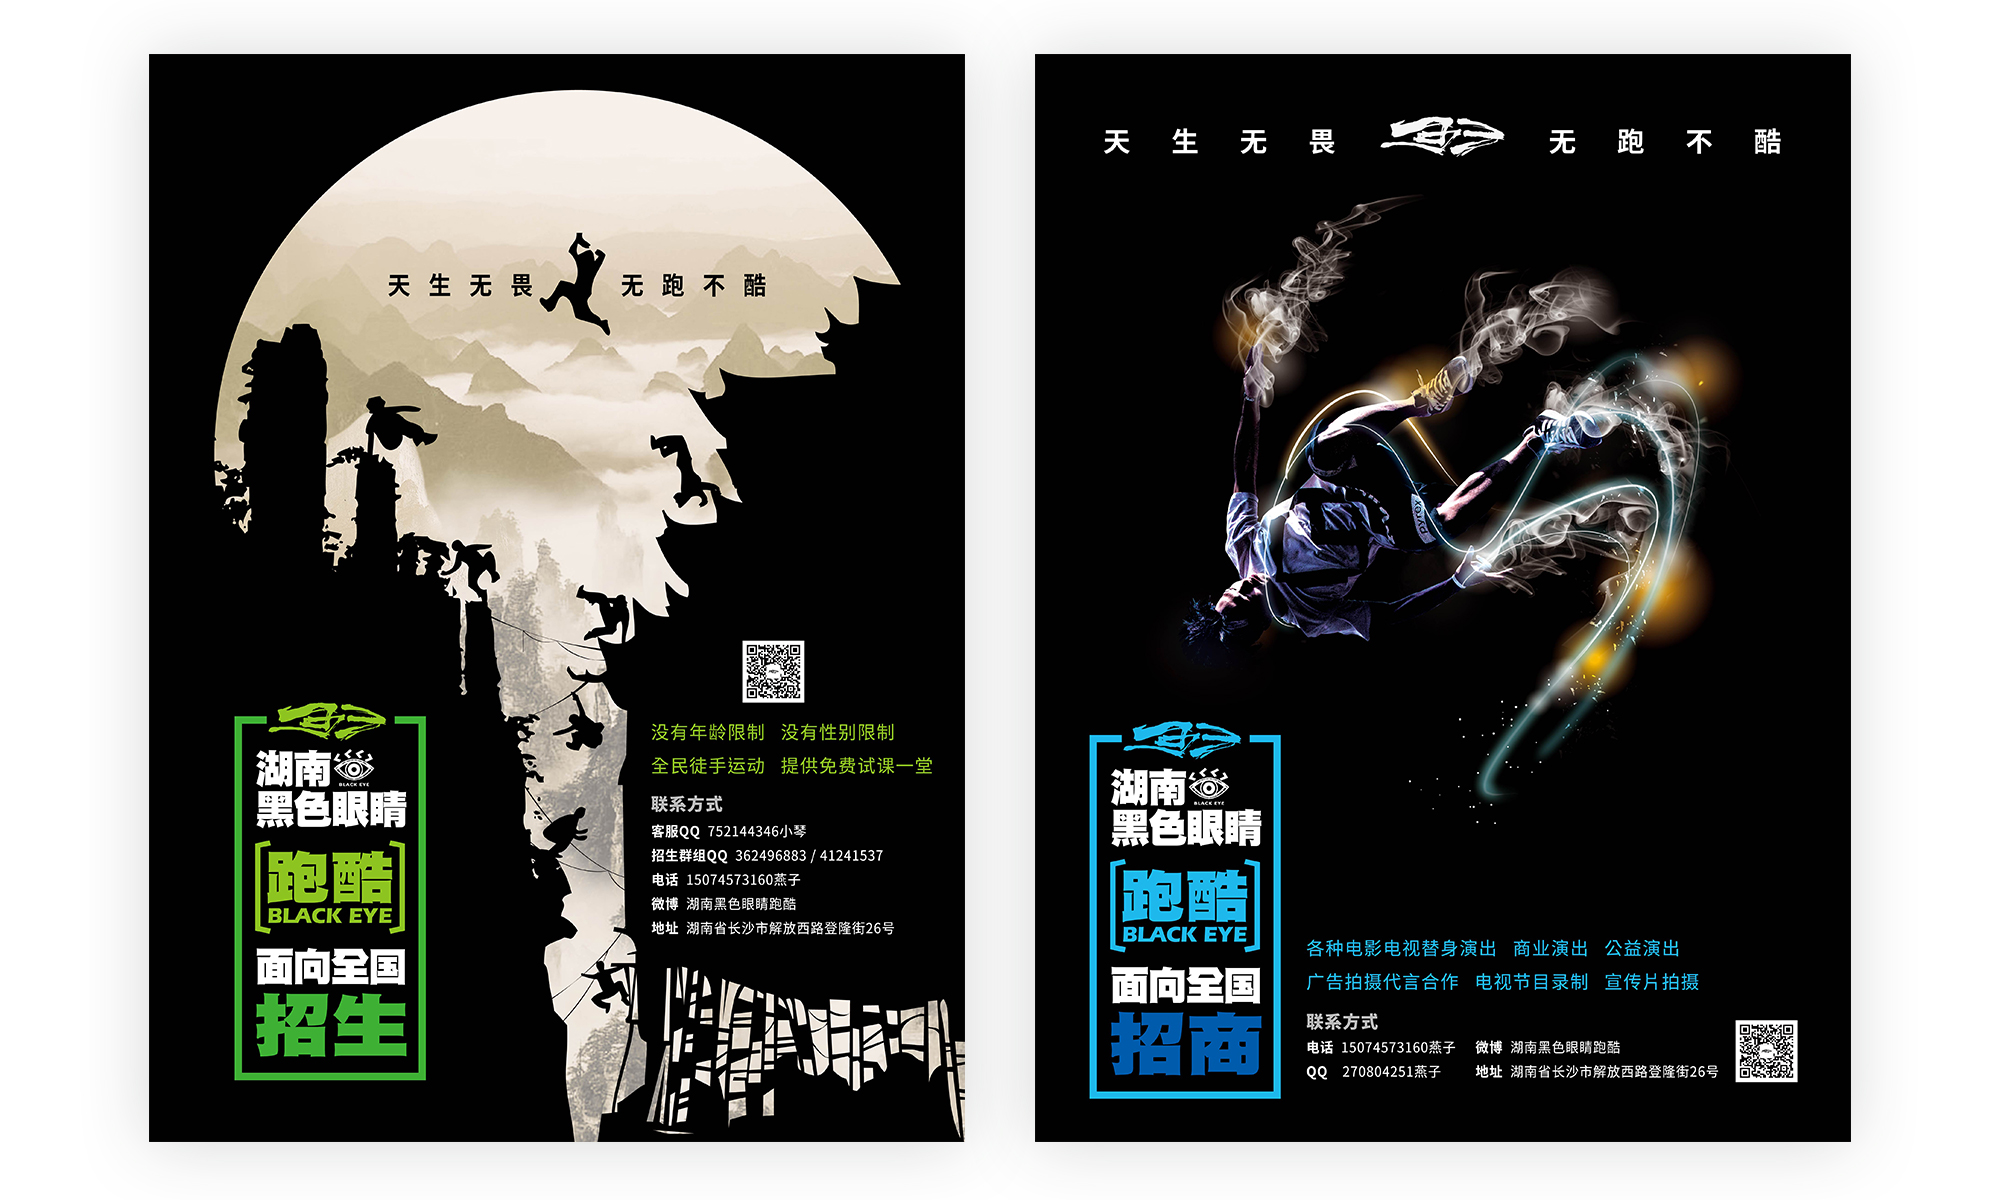 天生无畏 无跑不酷
湖南
BLACK EYE
黑色眼睛
跑酷
BLACK EYE
面向全国
招生
没有年龄限制 没有性别限制
全民徒手运动 提供免费试课一堂
联系方式
客服QQ 752144346小琴
招生群组QQ 362496883 / 41241537
电话 15074573160燕子
微博 湖南黑色眼睛跑酷
地址 湖南省长沙市解放西路登隆街26号
天生无畏 无跑不酷
湖南
BLACK EYE
黑色眼睛
跑酷
BLACK EYE
面向全国
招商
各种电影电视替身演出 商业演出 公益演出
广告拍摄代言合作 电视节目录制 宣传片拍摄
联系方式
电话 15074573160燕子 微博 湖南黑色眼睛跑酷
QQ 270804251燕子 地址 湖南省长沙市解放西路登隆街26号